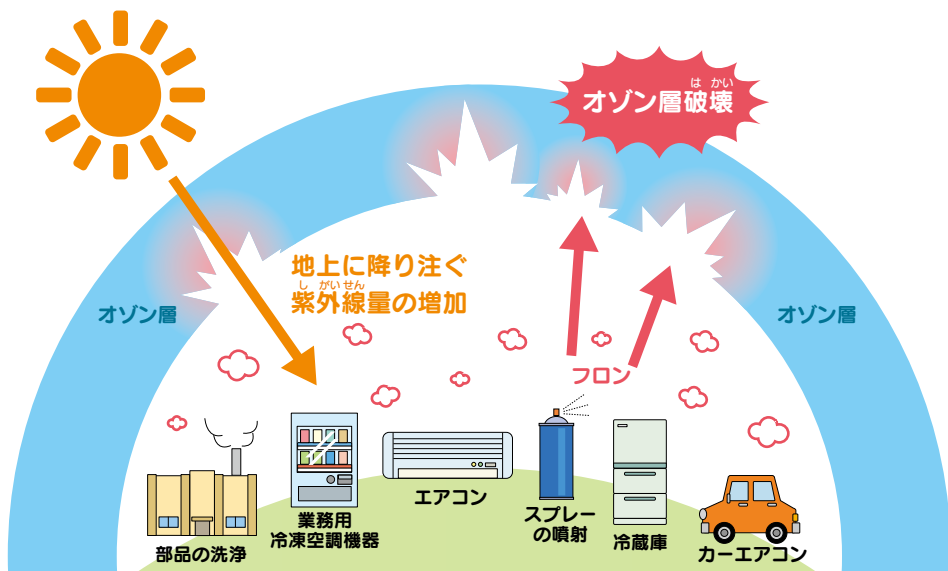 は かい
オゾン層破壊
地上に降り注ぐ
し がいせん
紫外線量の増加
オゾン層
オゾン層
フロン
部品の洗浄
業務用
冷凍空調機器
エアコン
スプレー
の噴射
冷蔵庫
カーエアコン